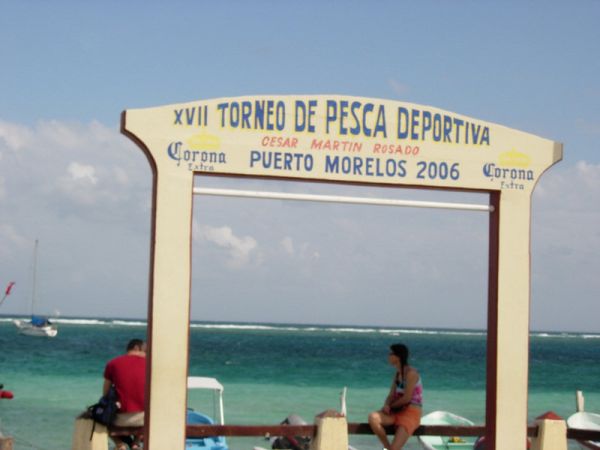 XVII TORNEO DE PESCA DEPORTIVA
CESAR MARTIN ROSADO
PUERTO MORELOS 2006
Corona
Extra
Corona
Extra